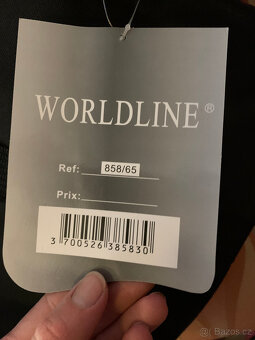 WORLDLINE®
Ref: 858/65
Prix:
3 700526 385830
Bazos.cz